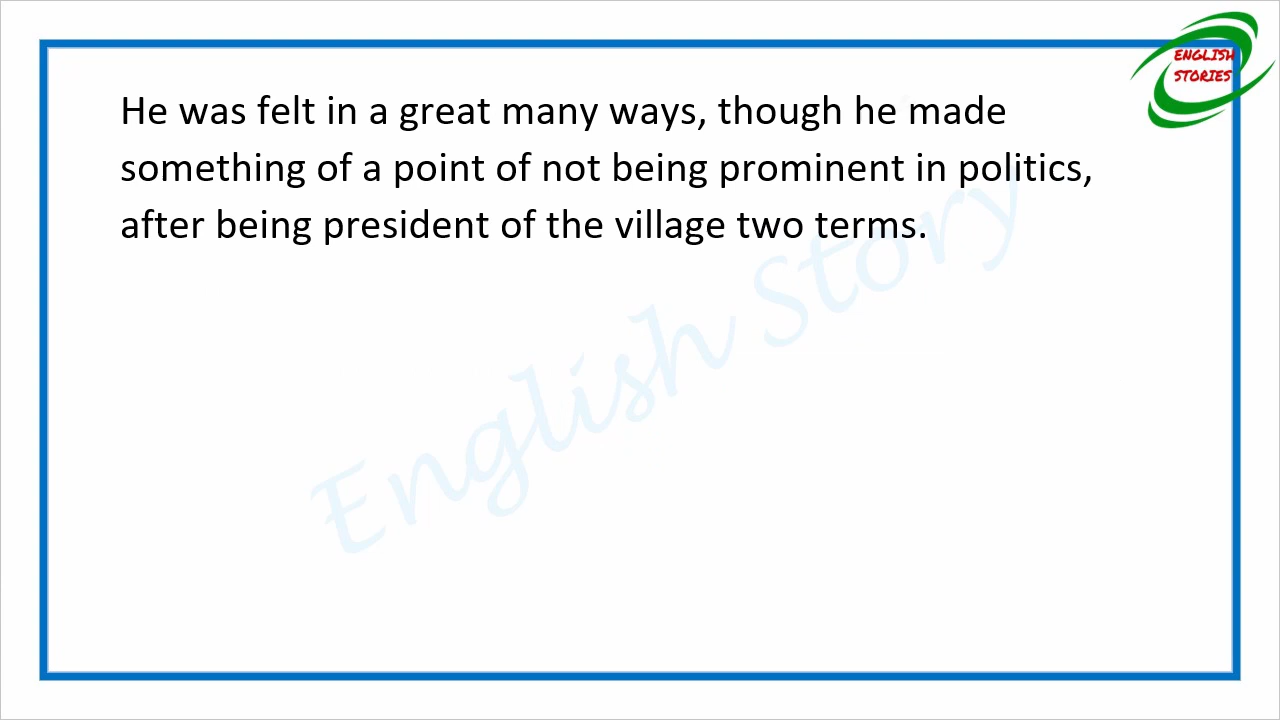 ENGLISH
STORIES
He was felt in a great many ways, though he made
something of a point of not being prominent in politics,
after being president of the village two terms.
English Story